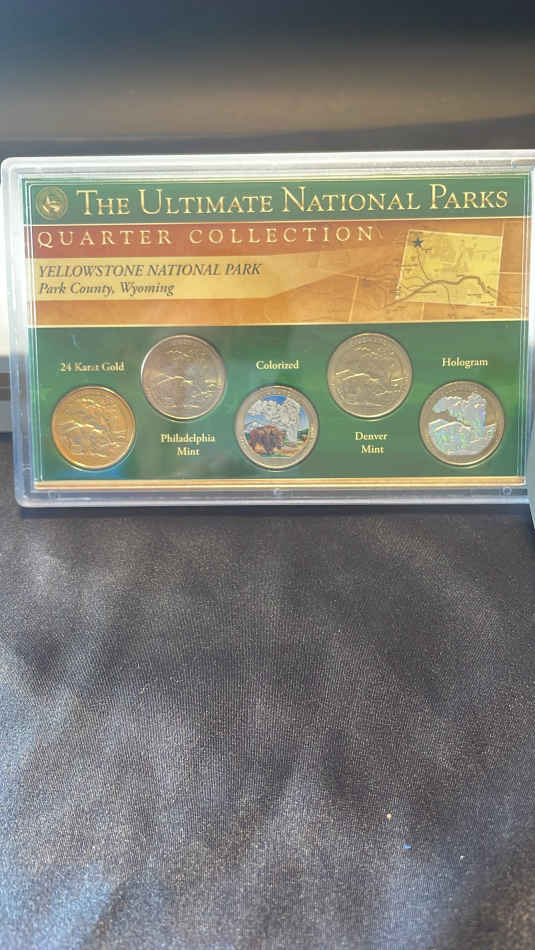 THE ULTIMATE NATIONAL PARKS
QUARTER COLLECTION
YELLOWSTONE NATIONAL PARK
Park County, Wyoming
24 Karat Gold
Philadelphia
Mint
Colorized
Denver
Mint
Hologram